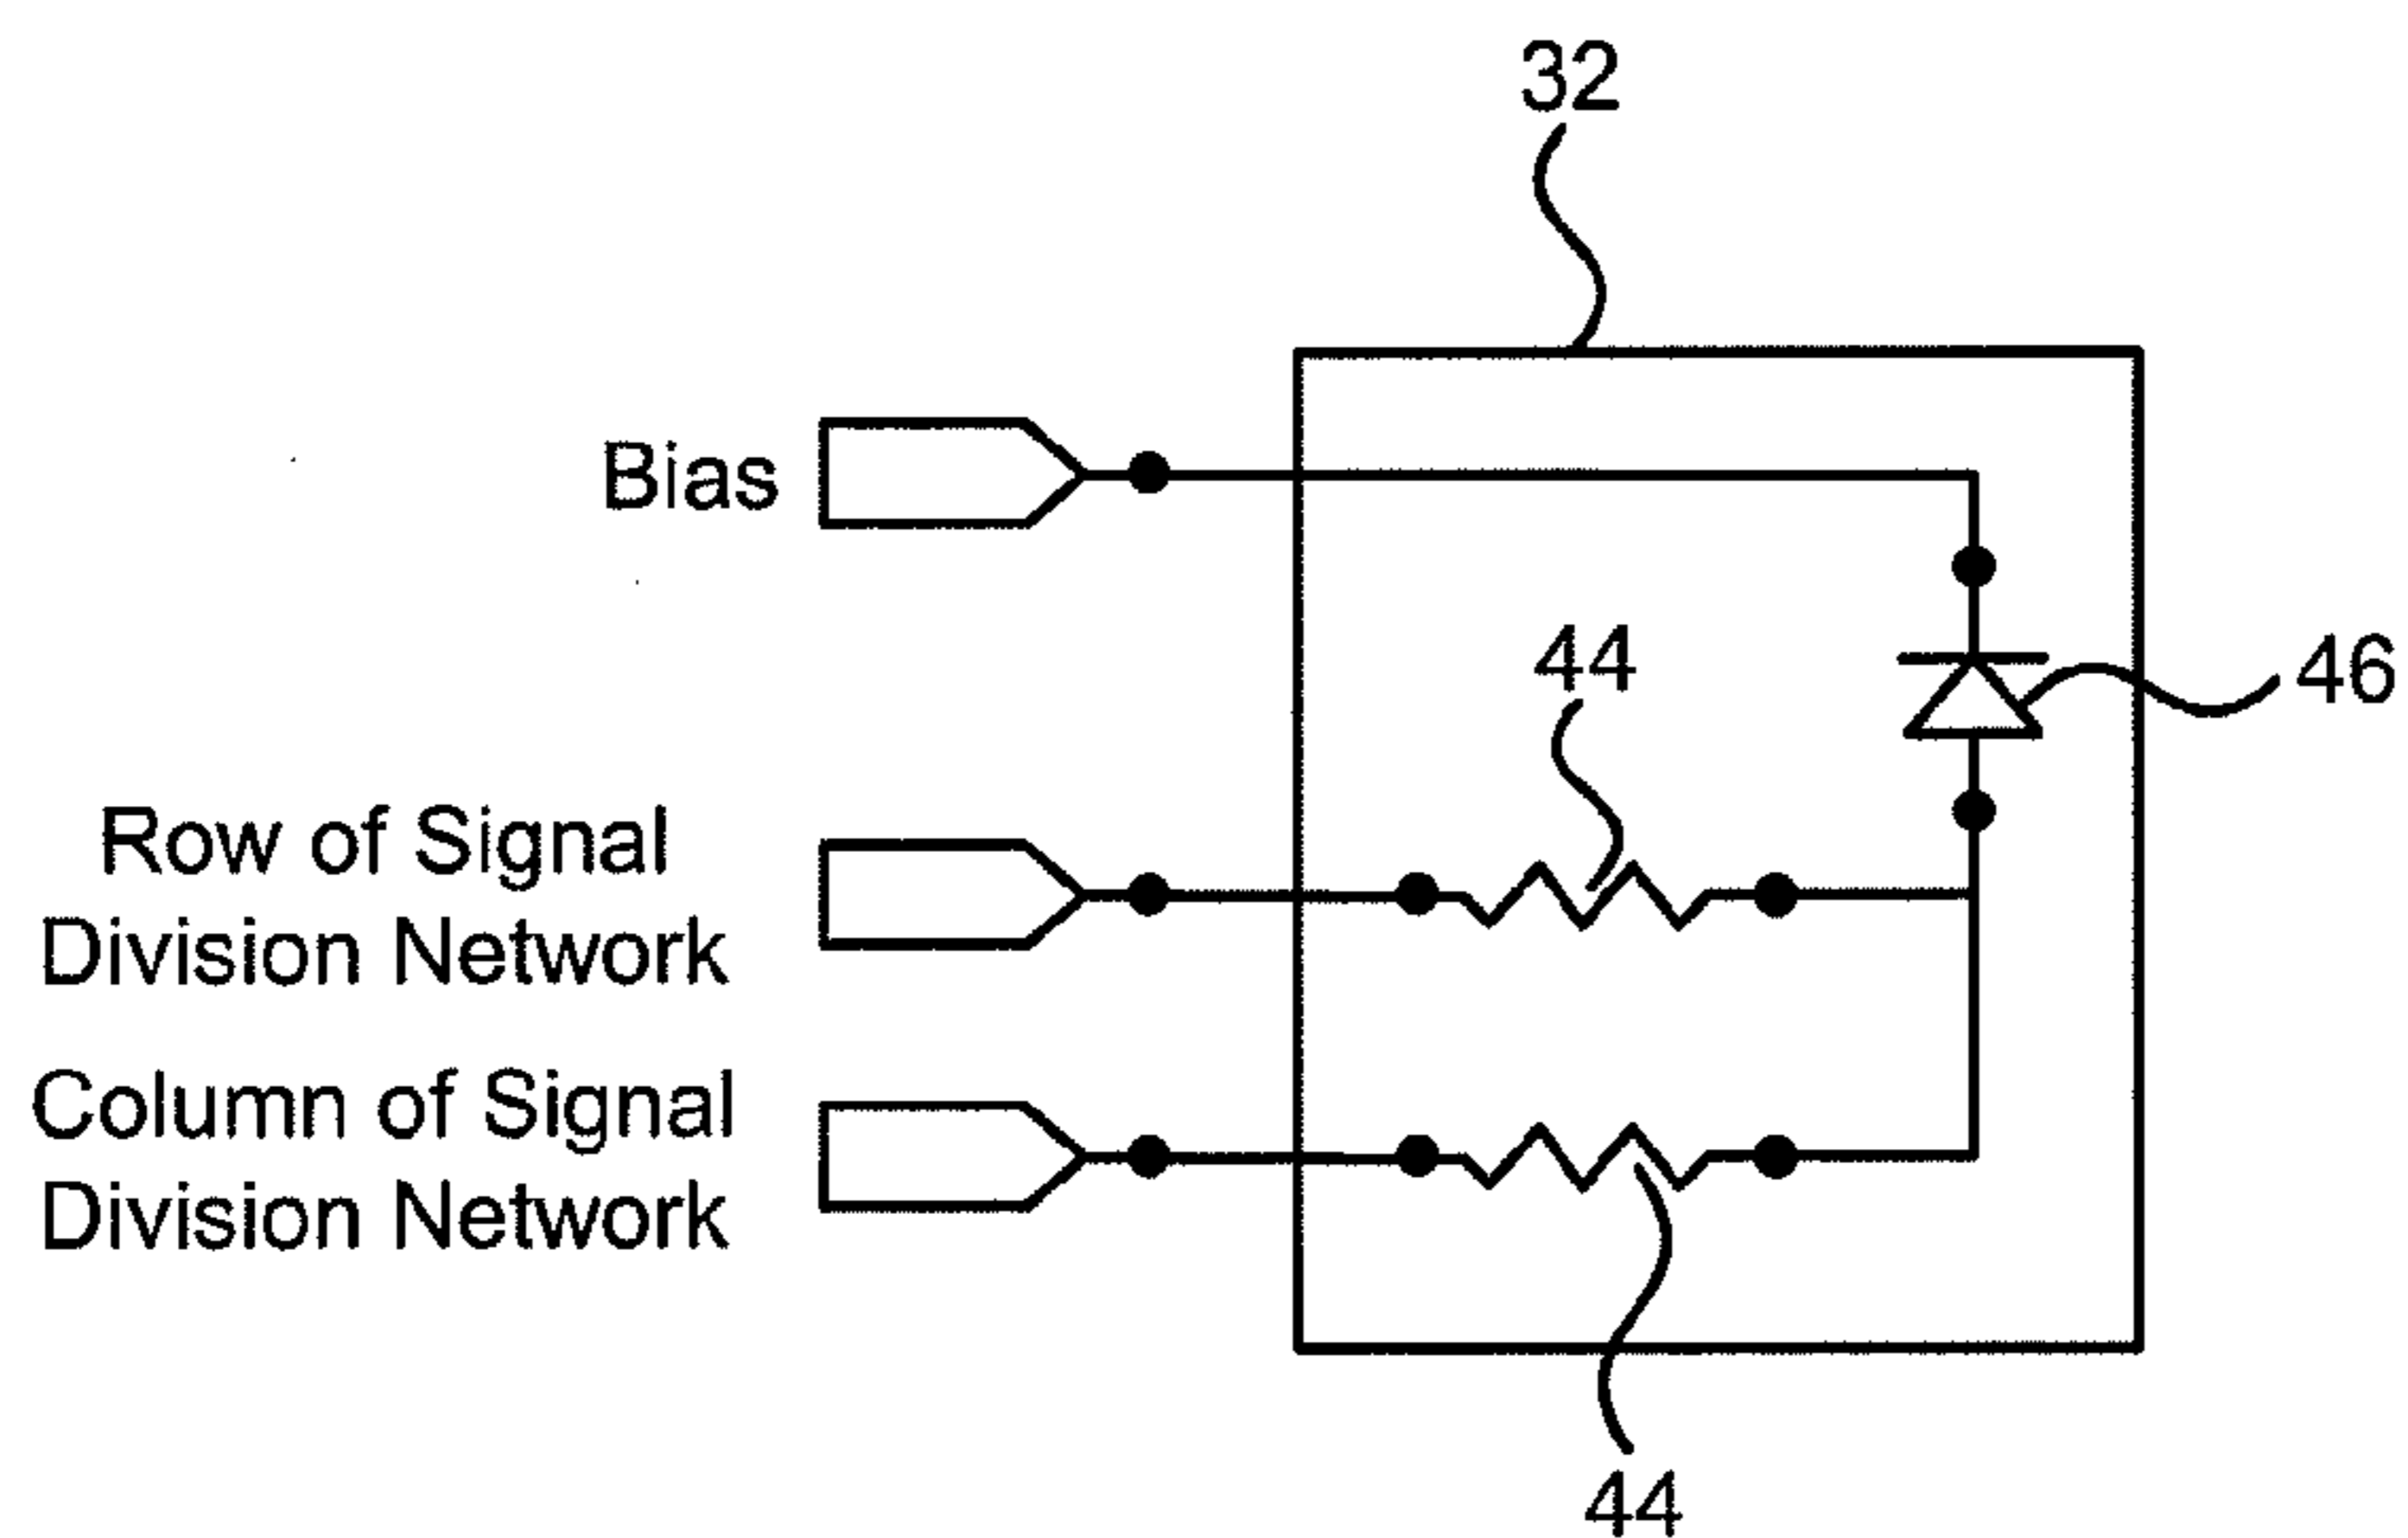 32
Bias
44
46
Row of Signal
Division Network
Column of Signal
Division Network
44